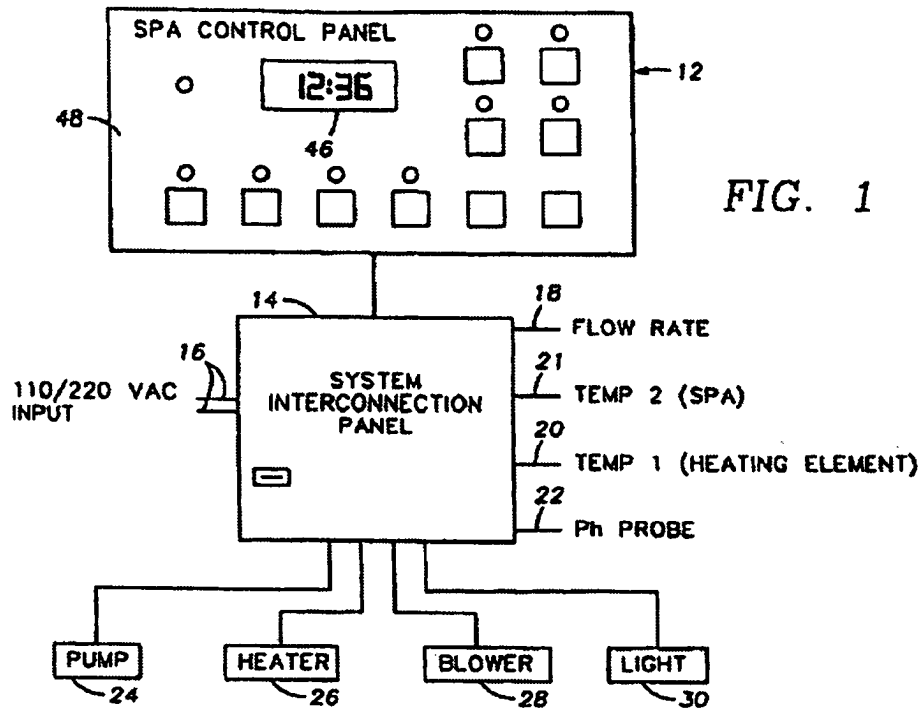 SPA CONTROL PANEL
12:36
12
48
46
FIG. 1
14
18
FLOW RATE
16
110/220 VAC
INPUT
SYSTEM
INTERCONNECTION
PANEL
21
TEMP 2 (SPA)
20
TEMP 1 (HEATING ELEMENT)
22
Ph PROBE
PUMP
HEATER
BLOWER
LIGHT
24
26
28
30